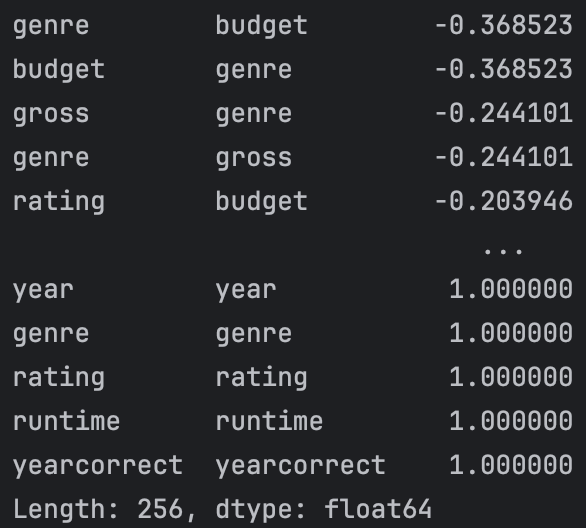 genre budget -0.368523
budget genre -0.368523
gross genre -0.244101
genre gross -0.244101
rating budget -0.203946
...
year year 1.000000
genre genre 1.000000
rating rating 1.000000
runtime runtime 1.000000
yearcorrect yearcorrect 1.000000
Length: 256, dtype: float64